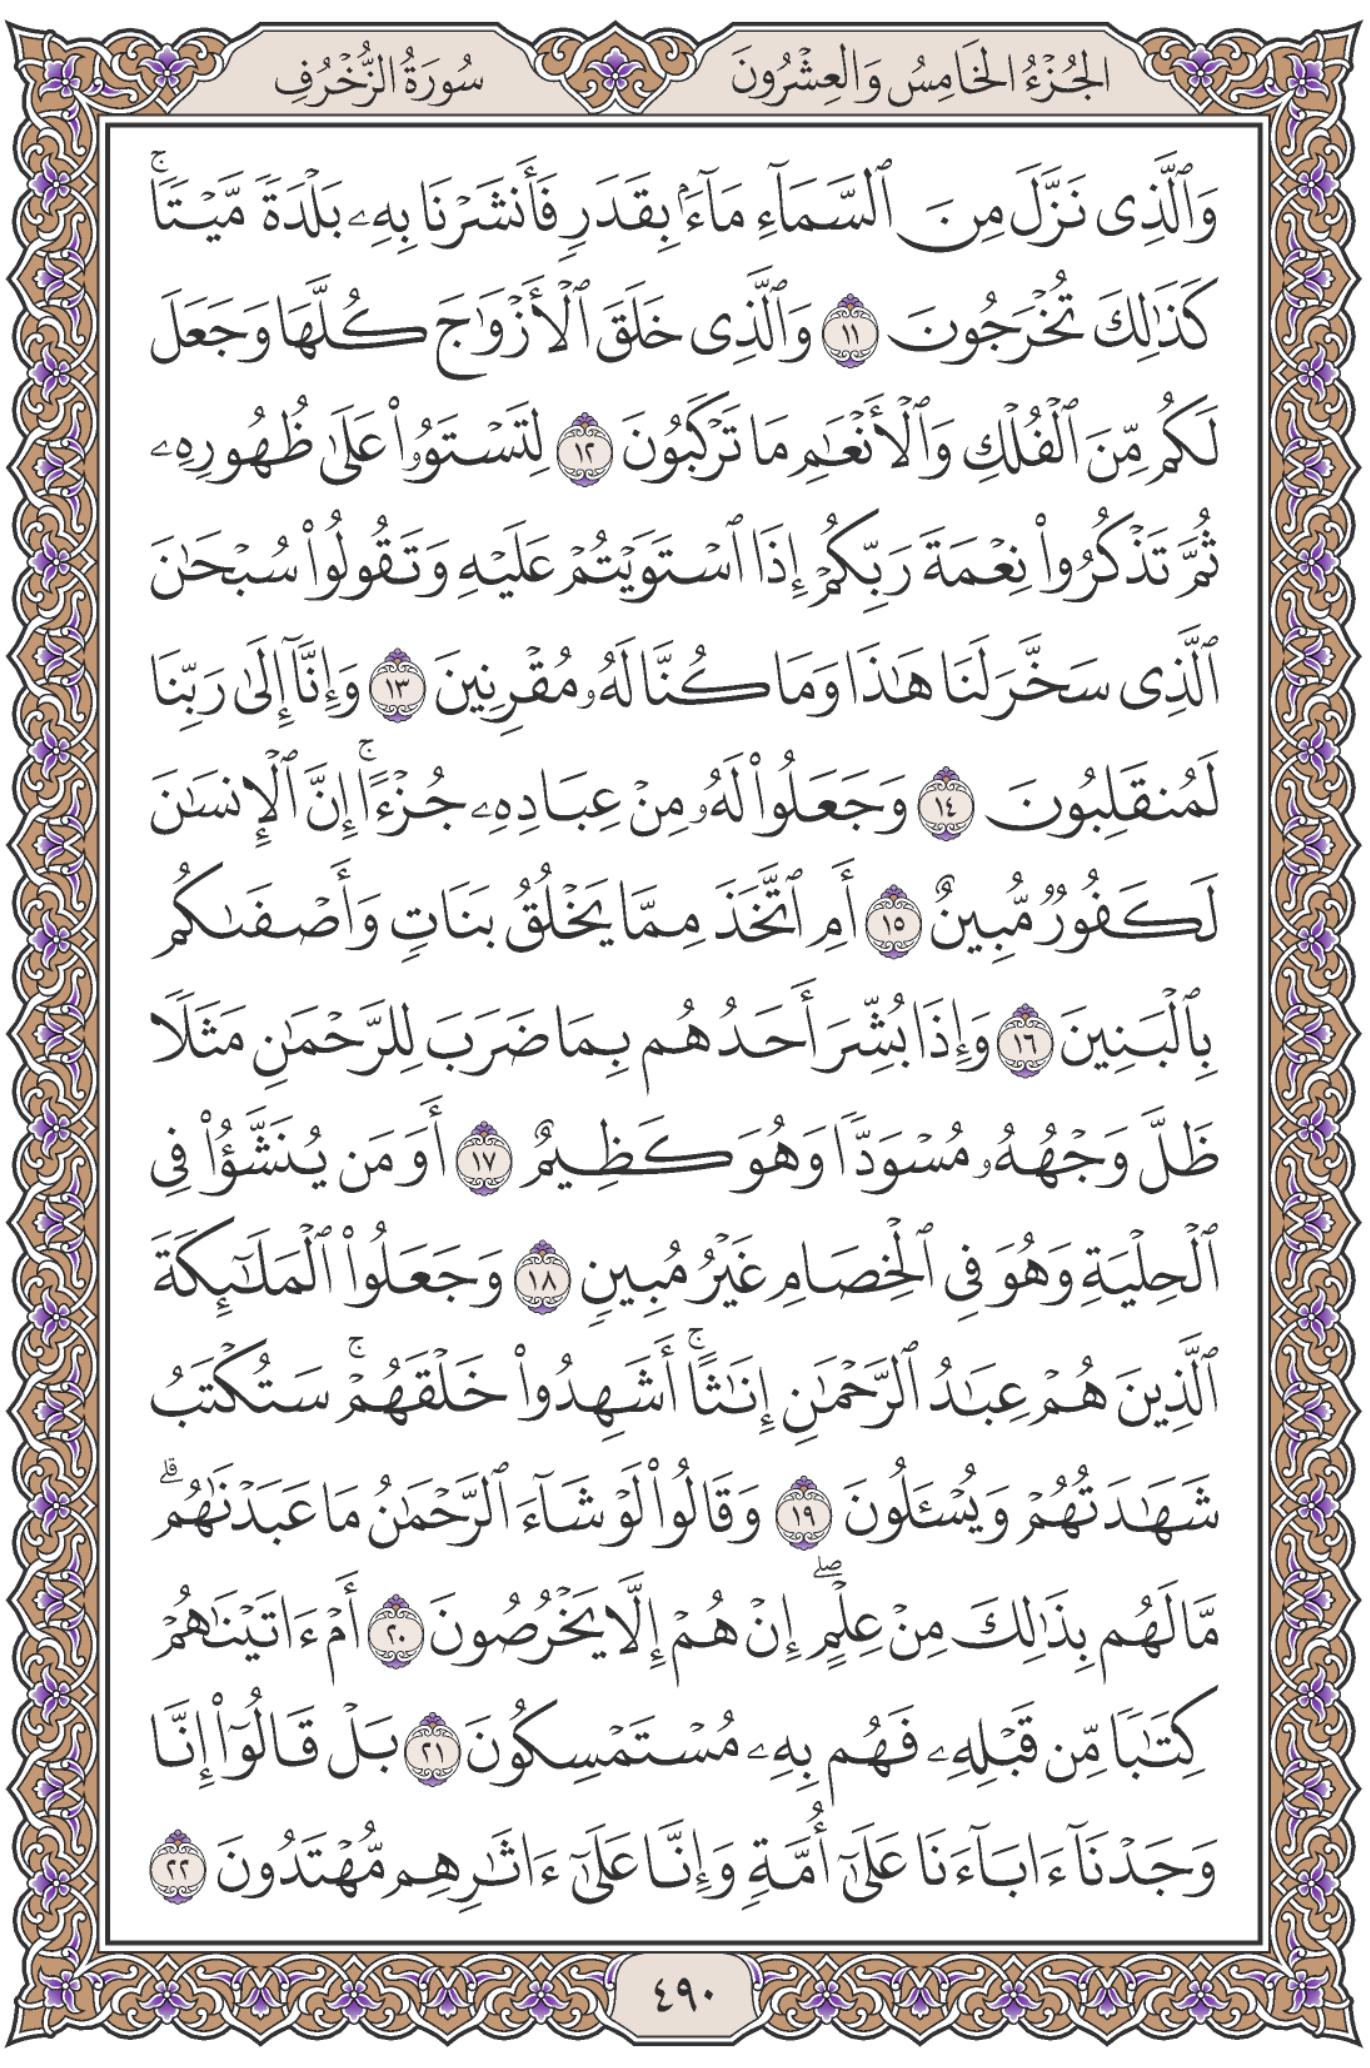 الجُزْءُ الخَامِسُ وَالعِشْرُونَ
سُورَةُ الزُّخْرُفِ
وَٱلَّذِى نَزَّلَ مِنَ ٱلسَّمَآءِ مَآءَۢ بِقَدَرٍ فَأَنشَرْنَا بِهِۦ بَلْدَةً مَّيْتًاۚ
كَذَٰلِكَ تُخْرَجُونَ ١١ وَٱلَّذِى خَلَقَ ٱلْأَزْوَٰجَ كُلَّهَا وَجَعَلَ
لَكُم مِّنَ ٱلْفُلْكِ وَٱلْأَنْعَٰمِ مَا تَرْكَبُونَ ١٢ لِتَسْتَوُۥا۟ عَلَىٰ ظُهُورِهِۦ
ثُمَّ تَذْكُرُوا۟ نِعْمَةَ رَبِّكُمْ إِذَا ٱسْتَوَيْتُمْ عَلَيْهِ وَتَقُولُوا۟ سُبْحَٰنَ
ٱلَّذِى سَخَّرَ لَنَا هَٰذَا وَمَا كُنَّا لَهُۥ مُقْرِنِينَ ١٣ وَإِنَّآ إِلَىٰ رَبِّنَا
لَمُنقَلِبُونَ ١٤ وَجَعَلُوا۟ لَهُۥ مِنْ عِبَادِهِۦ جُزْءًاۚ إِنَّ ٱلْإِنسَٰنَ
لَكَفُورٌ مُّبِينٌ ١٥ أَمِ ٱتَّخَذَ مِمَّا يَخْلُقُ بَنَاتٍ وَأَصْفَىٰكُم
بِٱلْبَنِينَ ١٦ وَإِذَا بُشِّرَ أَحَدُهُم بِمَا ضَرَبَ لِلرَّحْمَٰنِ مَثَلًا
ظَلَّ وَجْهُهُۥ مُسْوَدًّا وَهُوَ كَظِيمٌ ١٧ أَوَمَن يُنَشَّؤُا۟ فِى
ٱلْحِلْيَةِ وَهُوَ فِى ٱلْخِصَامِ غَيْرُ مُبِينٍ ١٨ وَجَعَلُوا۟ ٱلْمَلَٰٓئِكَةَ
ٱلَّذِينَ هُمْ عِبَٰدُ ٱلرَّحْمَٰنِ إِنَٰثًاۚ أَشَهِدُوا۟ خَلْقَهُمْۚ سَتُكْتَبُ
شَهَٰدَتُهُمْ وَيُسْـَٔلُونَ ١٩ وَقَالُوا۟ لَوْ شَآءَ ٱلرَّحْمَٰنُ مَا عَبَدْنَٰهُمۗ
مَّا لَهُم بِذَٰلِكَ مِنْ عِلْمٍۖ إِنْ هُمْ إِلَّا يَخْرُصُونَ ٢٠ أَمْ ءَاتَيْنَٰهُمْ
كِتَٰبًا مِّن قَبْلِهِۦ فَهُم بِهِۦ مُسْتَمْسِكُونَ ٢١ بَلْ قَالُوٓا۟ إِنَّا
وَجَدْنَآ ءَابَآءَنَا عَلَىٰٓ أُمَّةٍ وَإِنَّا عَلَىٰٓ ءَاثَٰرِهِم مُّهْتَدُونَ ٢٢
٤٩٠